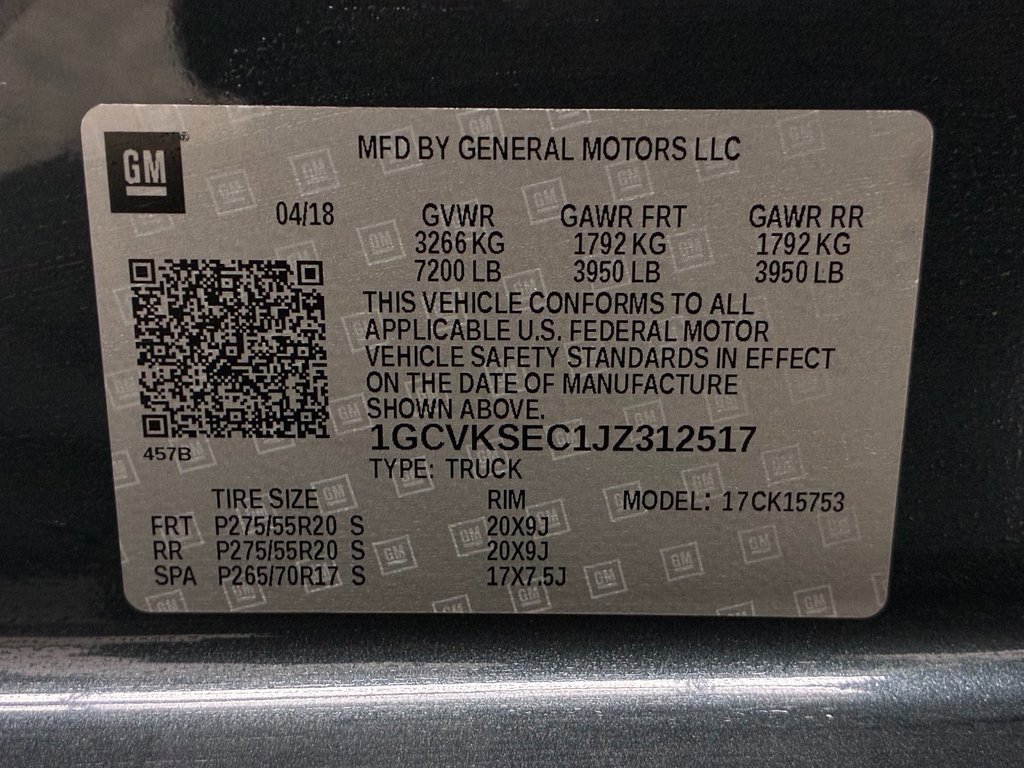 GM
MFD BY GENERAL MOTORS LLC
04/18 GVWR GAWR FRT GAWR RR
3266 KG 1792 KG 1792 KG
7200 LB 3950 LB 3950 LB
THIS VEHICLE CONFORMS TO ALL
APPLICABLE U.S. FEDERAL MOTOR
VEHICLE SAFETY STANDARDS IN EFFECT
ON THE DATE OF MANUFACTURE
SHOWN ABOVE.
1GCVKSEC1JZ312517
457B
TYPE: TRUCK
TIRE SIZE RIM MODEL: 17CK15753
FRT P275/55R20 S 20X9J
RR P275/55R20 S 20X9J
SPA P265/70R17 S 17X7.5J